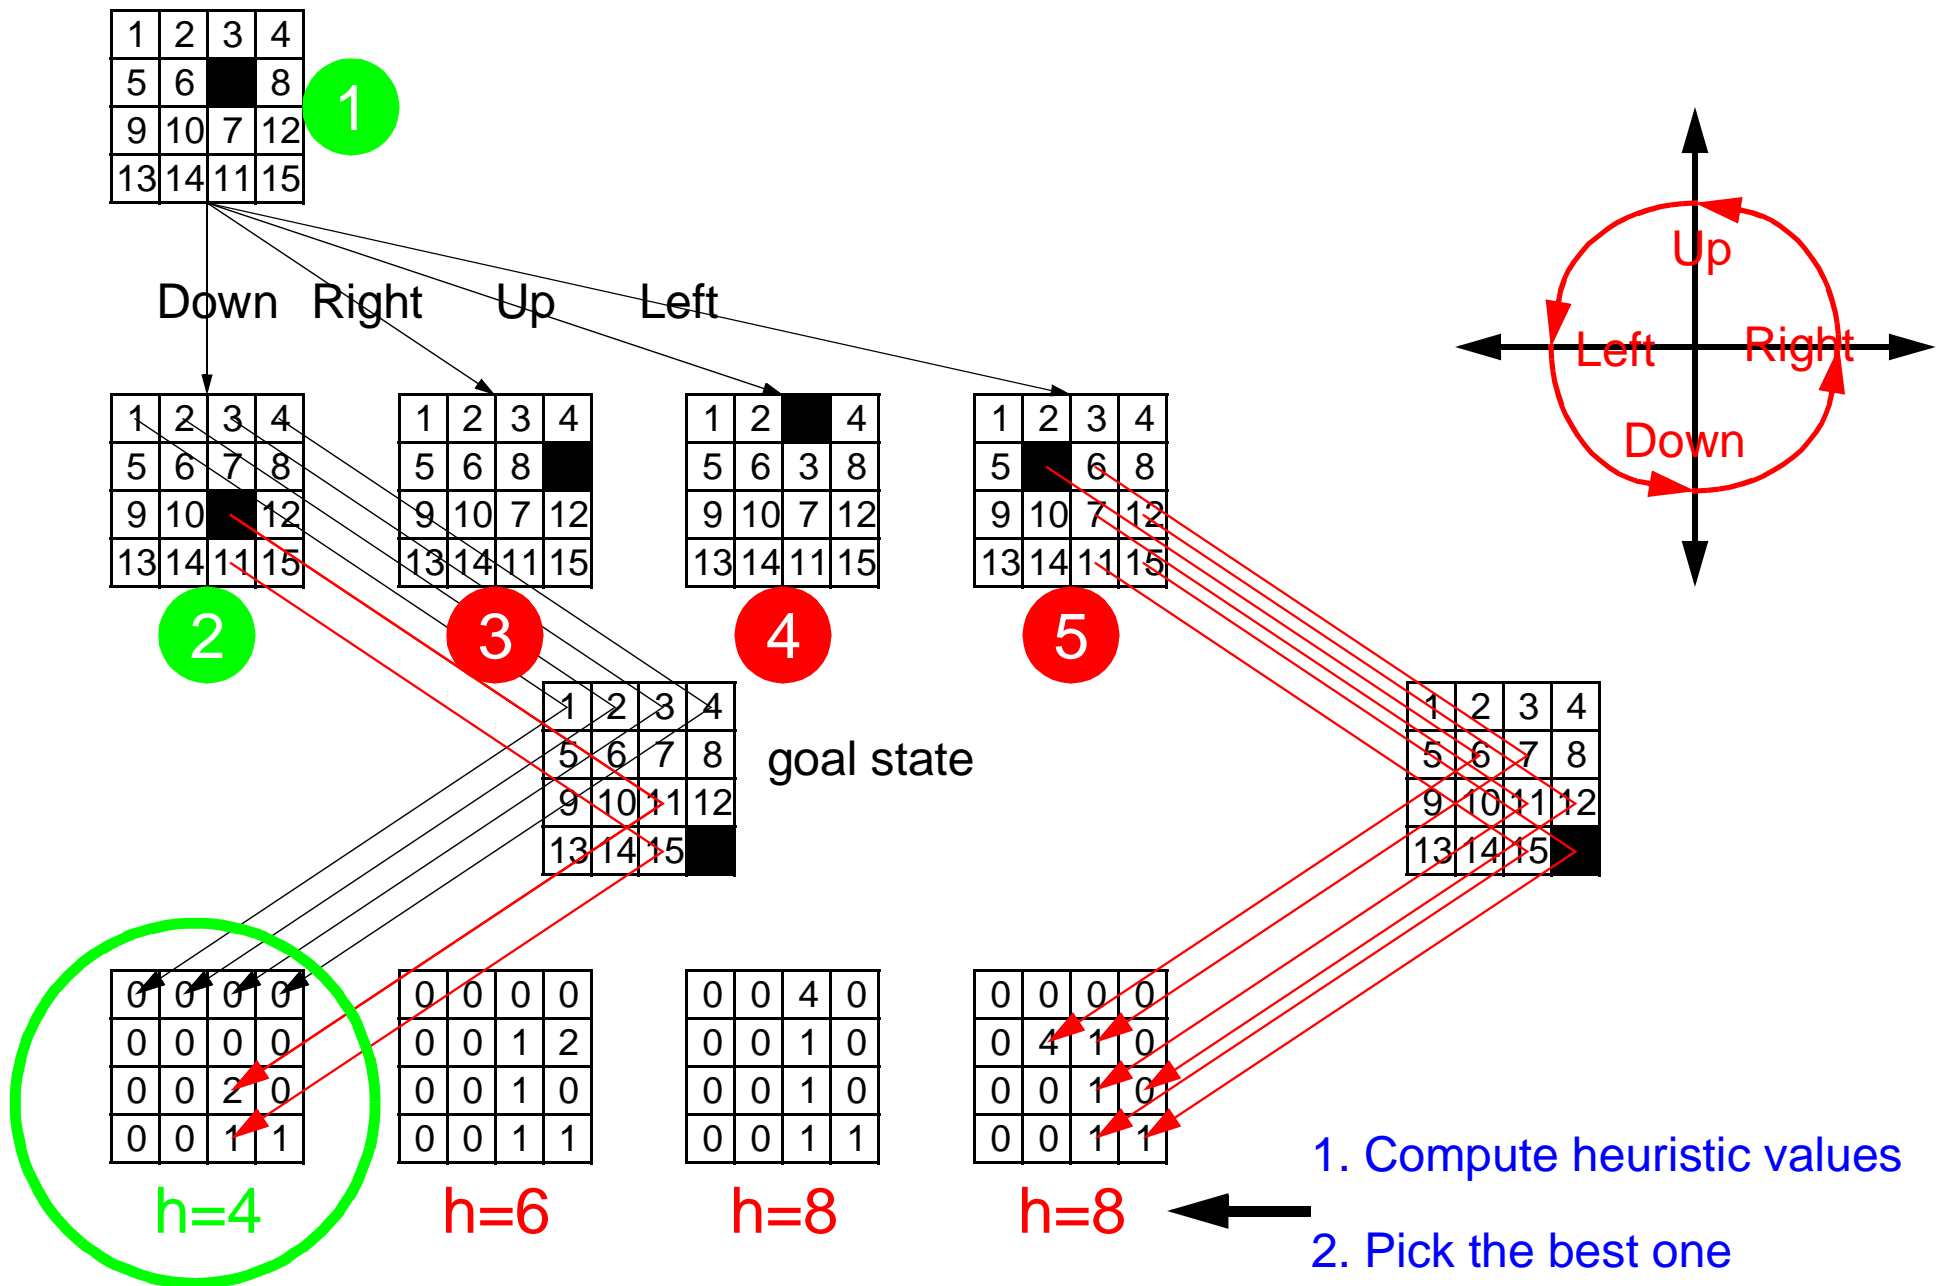 1 2 3 4
5 6 8
9 10 7 12
13 14 11 15
1
Down Right Up Left
Up
Left Right
Down
1 2 3 4
5 6 7 8
9 10 12
13 14 11 15
2
1 2 3 4
5 6 8
9 10 7 12
13 14 11 15
3
1 2 4
5 6 3 8
9 10 7 12
13 14 11 15
4
1 2 3 4
5 6 8
9 10 7 12
13 14 11 15
5
1 2 3 4
5 6 7 8
9 10 11 12
13 14 15
goal state
1 2 3 4
5 6 7 8
9 10 11 12
13 14 15
0 0 0 0
0 0 0 0
0 0 2 0
0 0 1 1
h=4
0 0 0 0
0 0 1 2
0 0 1 0
0 0 1 1
h=6
0 0 4 0
0 0 1 0
0 0 1 0
0 0 1 1
h=8
0 0 0 0
0 4 1 0
0 0 1 0
0 0 1 1
h=8
1. Compute heuristic values
2. Pick the best one